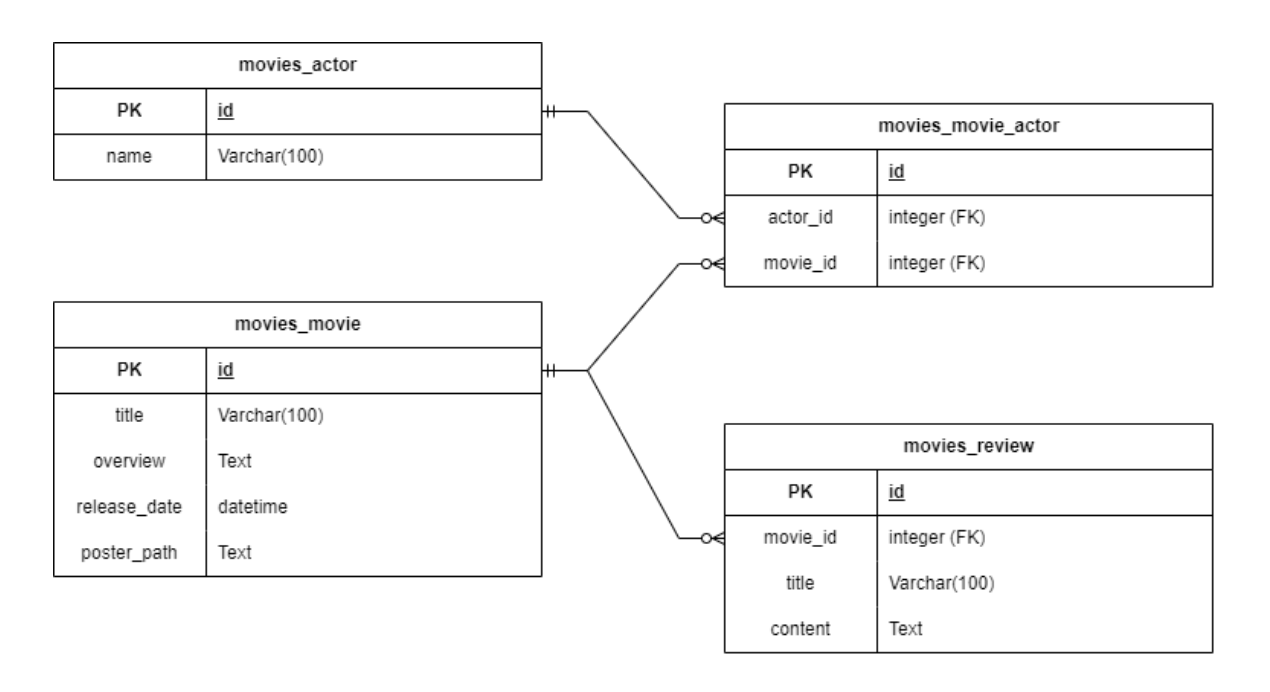 movies_actor
PK id
name Varchar(100)
movies_movie_actor
PK id
actor_id integer (FK)
movie_id integer (FK)
movies_movie
PK id
title Varchar(100)
overview Text
release_date datetime
poster_path Text
movies_review
PK id
movie_id integer (FK)
title Varchar(100)
content Text